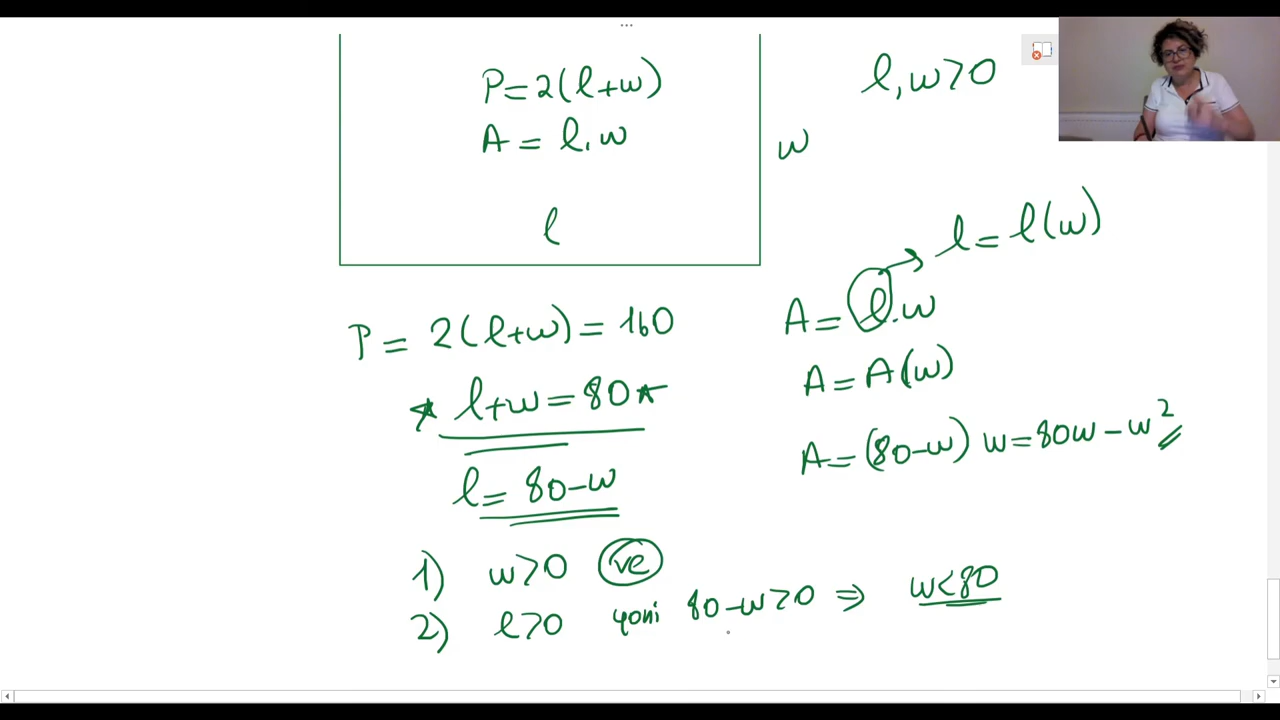 P=2(l+w)
l,w>0
A = l.w
w
l
l = l(w)
A = l.w
P = 2(l+w) = 160
A = A(w)
* l+w = 80 *
A = (80-w) w = 80w - w²
l = 80-w
1) w>0 ve
2) l>0 yani 80-w>0 ⇒ w<80